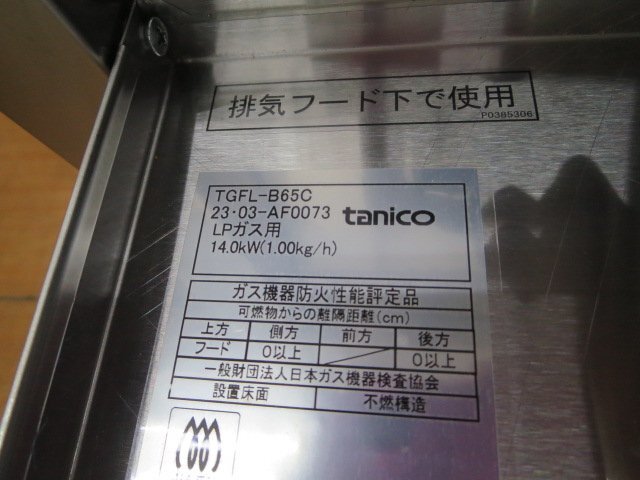 排気フード下で使用
P0385306
TGFL-B65C
23・03-AF0073 tanico
LPガス用
14.0kW(1.00kg/h)
ガス機器防火性能評定品
可燃物からの離隔距離(cm)
上方 側方 前方 後方
フード 0以上 0以上
一般財団法人日本ガス機器検査協会
設置床面 不燃構造